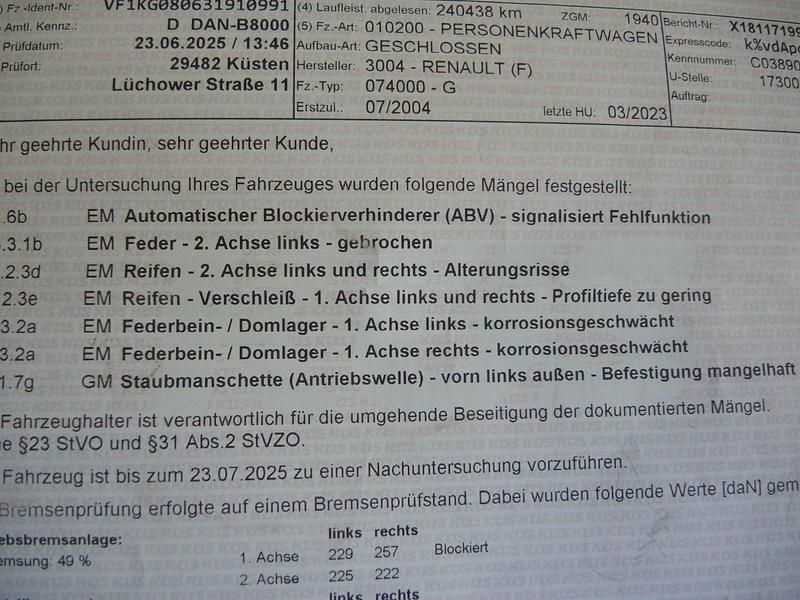 ) Fz.-Ident-Nr.: VF1KG080631910991 (4) Laufleist. abgelesen: 240438 km ZGM: 1940 Bericht-Nr.: X18117199
) Amtl. Kennz.: D DAN-B8000 (5) Fz.-Art: 010200 - PERSONENKRAFTWAGEN Expresscode:
Prüfdatum: 23.06.2025 / 13:46 Aufbau-Art: GESCHLOSSEN Kennnummer: C03890
Prüfort: 29482 Küsten Hersteller: 3004 - RENAULT (F) U-Stelle: 17300
Lüchower Straße 11 Fz.-Typ: 074000 - G Auftrag:
Erstzul.: 07/2004 letzte HU: 03/2023
hr geehrte Kundin, sehr geehrter Kunde,
bei der Untersuchung Ihres Fahrzeuges wurden folgende Mängel festgestellt:
.6b EM Automatischer Blockierverhinderer (ABV) - signalisiert Fehlfunktion
.3.1b EM Feder - 2. Achse links - gebrochen
.2.3d EM Reifen - 2. Achse links und rechts - Alterungsrisse
.2.3e EM Reifen - Verschleiß - 1. Achse links und rechts - Profiltiefe zu gering
.3.2a EM Federbein- / Domlager - 1. Achse links - korrosionsgeschwächt
.3.2a EM Federbein- / Domlager - 1. Achse rechts - korrosionsgeschwächt
1.7g GM Staubmanschette (Antriebswelle) - vorn links außen - Befestigung mangelhaft
Fahrzeughalter ist verantwortlich für die umgehende Beseitigung der dokumentierten Mängel.
e §23 StVO und §31 Abs.2 StVZO.
Fahrzeug ist bis zum 23.07.2025 zu einer Nachuntersuchung vorzuführen.
Bremsenprüfung erfolgte auf einem Bremsenprüfstand. Dabei wurden folgende Werte [daN] gem
ebsbremsanlage: links rechts
emsung: 49 % 1. Achse 229 257 Blockiert
2. Achse 225 222
links rechts